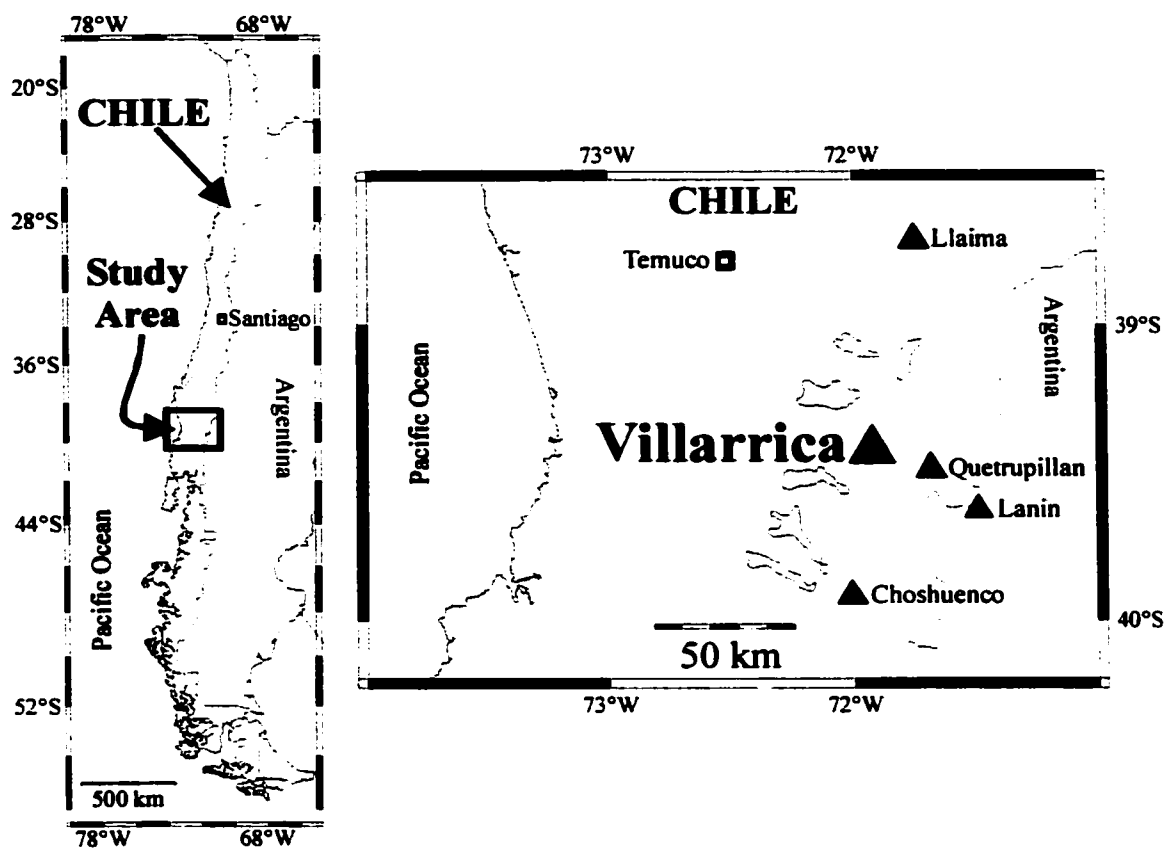 78°W 68°W
20°S
CHILE
28°S
Study
Area
Santiago
36°S
Argentina
44°S
Pacific Ocean
52°S
500 km
78°W 68°W
73°W 72°W
CHILE
Llaima
Temuco
39°S
Argentina
Pacific Ocean
Villarrica
Quetrupillan
Lanin
Choshuenco
40°S
50 km
73°W 72°W